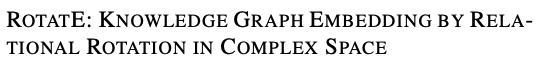 ROTATE: KNOWLEDGE GRAPH EMBEDDING BY RELA-
TIONAL ROTATION IN COMPLEX SPACE